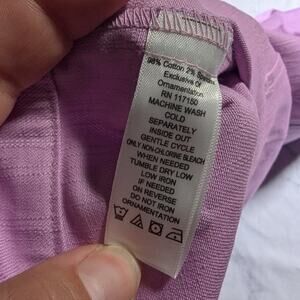 98% Cotton 2% Spandex
Exclusive Of
Ornamentation
RN 117150
MACHINE WASH
COLD
SEPARATELY
INSIDE OUT
GENTLE CYCLE
ONLY NON-CHLORINE BLEACH
WHEN NEEDED
TUMBLE DRY LOW
LOW IRON
IF NEEDED
ON REVERSE
DO NOT IRON
ORNAMENTATION